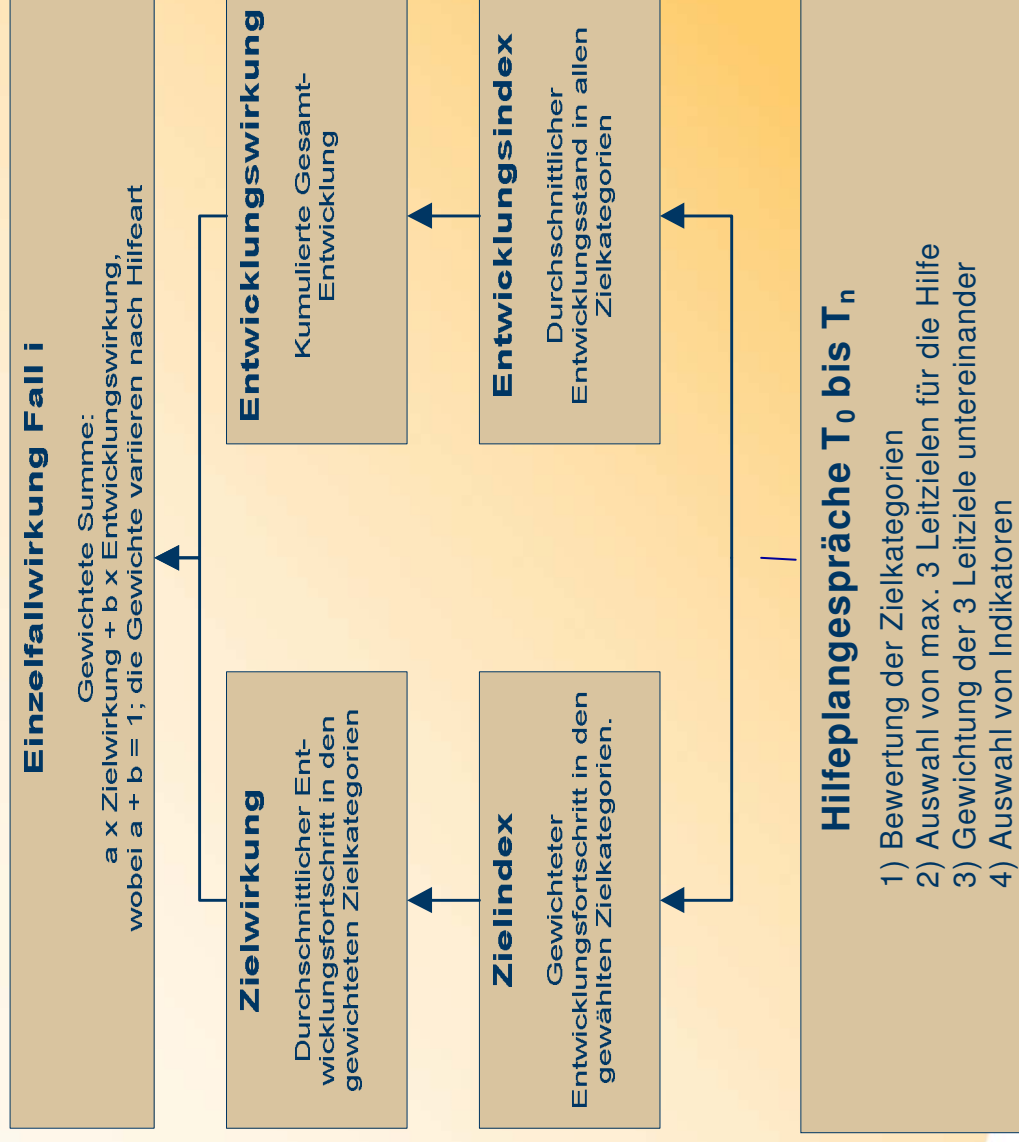 Einzelfallwirkung Fall i
Gewichtete Summe:
a x Zielwirkung + b x Entwicklungswirkung,
wobei a + b = 1; die Gewichte variieren nach Hilfeart
Zielwirkung
Durchschnittlicher Ent-
wicklungsfortschritt in den
gewichteten Zielkategorien
Entwicklungswirkung
Kumulierte Gesamt-
Entwicklung
Zielindex
Gewichteter
Entwicklungsfortschritt in den
gewählten Zielkategorien.
Entwicklungsindex
Durchschnittlicher
Entwicklungsstand in allen
Zielkategorien
Hilfeplangespräche T₀ bis Tₙ
1) Bewertung der Zielkategorien
2) Auswahl von max. 3 Leitzielen für die Hilfe
3) Gewichtung der 3 Leitziele untereinander
4) Auswahl von Indikatoren